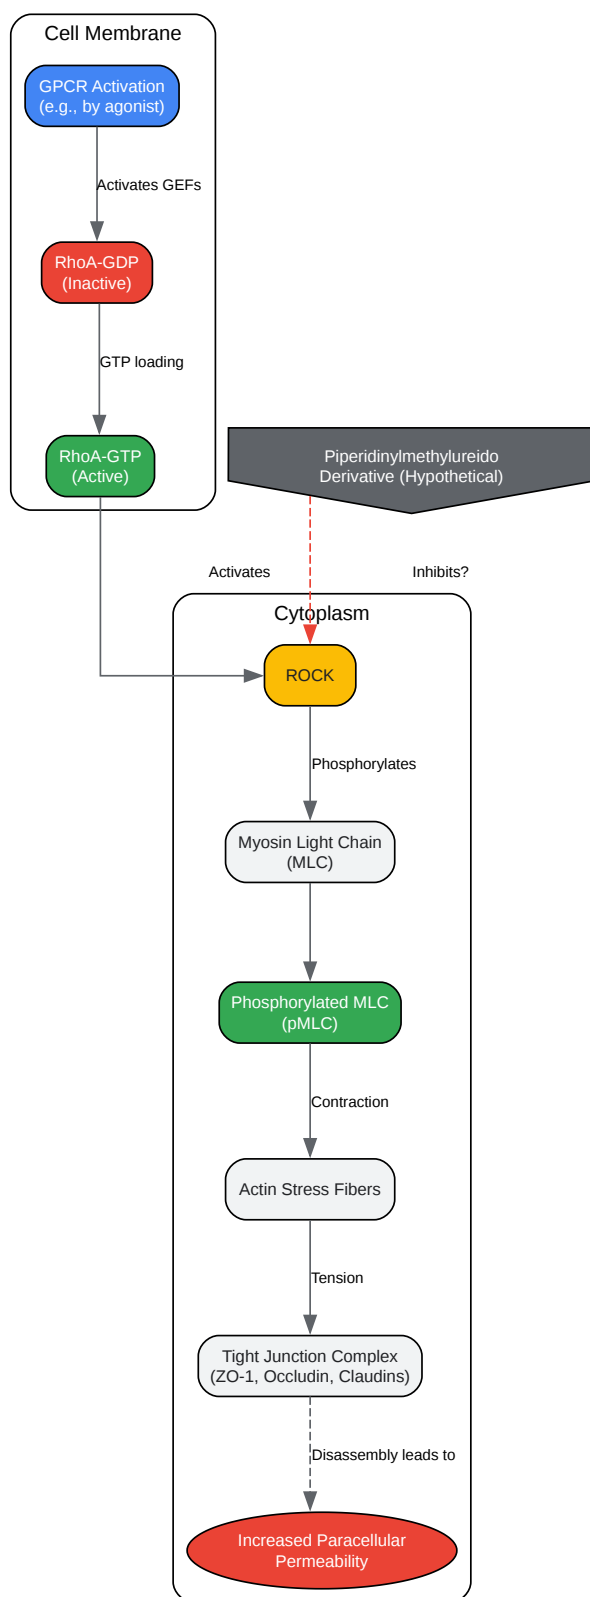 Cell Membrane
GPCR Activation
(e.g., by agonist)
Activates GEFs
RhoA-GDP
(Inactive)
GTP loading
RhoA-GTP
(Active)
Piperidinylmethylureido
Derivative (Hypothetical)
Activates
Inhibits?
Cytoplasm
ROCK
Phosphorylates
Myosin Light Chain
(MLC)
Phosphorylated MLC
(pMLC)
Contraction
Actin Stress Fibers
Tension
Tight Junction Complex
(ZO-1, Occludin, Claudins)
Disassembly leads to
Increased Paracellular
Permeability